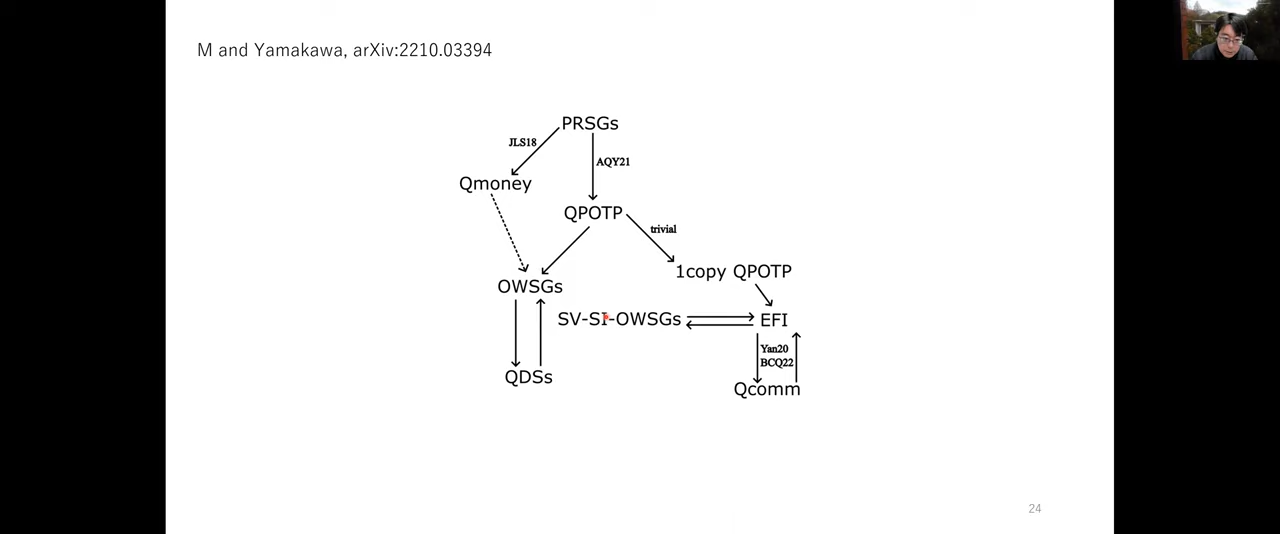 M and Yamakawa, arXiv:2210.03394
PRSGs
JLS18
AQY21
Qmoney
QPOTP
trivial
1copy QPOTP
OWSGs
SV-SI-OWSGs
EFI
Yan20
BCQ22
QDSs
Qcomm
24